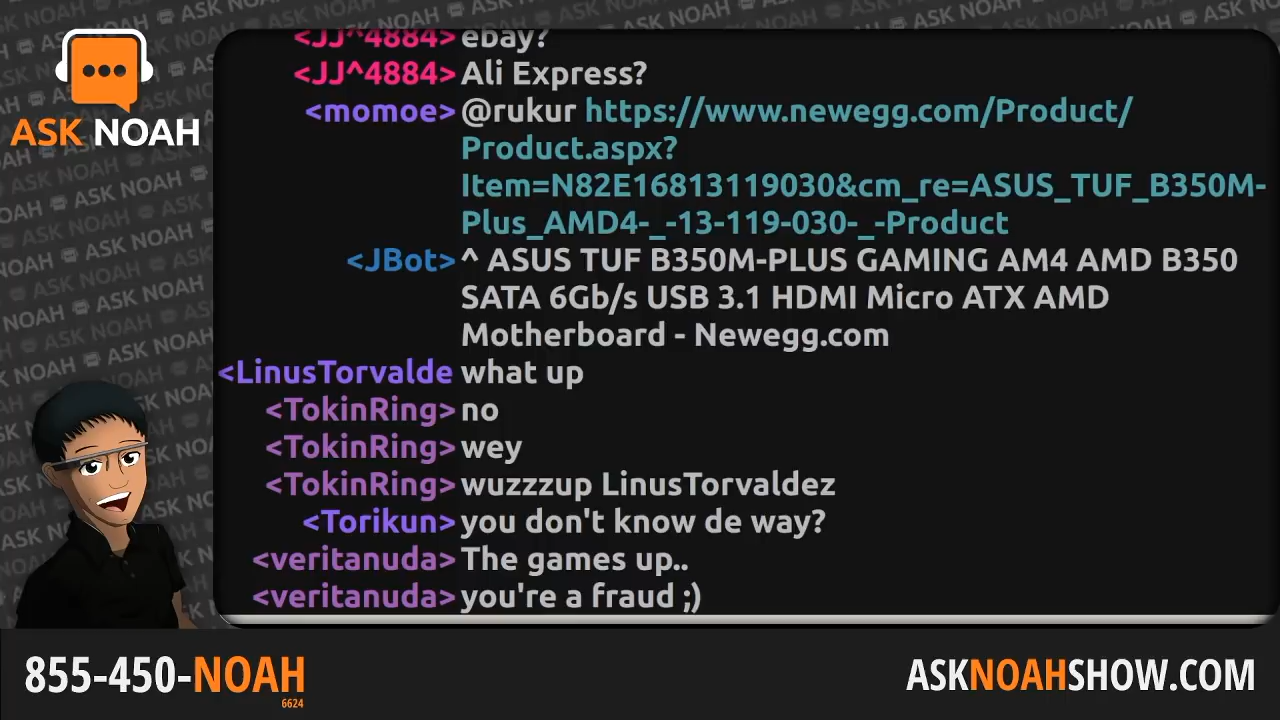 ASK NOAH
<JJ^4884> ebay?
<JJ^4884> Ali Express?
<momoe> @rukur https://www.newegg.com/Product/
Product.aspx?
Item=N82E16813119030&cm_re=ASUS_TUF_B350M-
Plus_AMD4-_-13-119-030-_-Product
<JBot> ^ ASUS TUF B350M-PLUS GAMING AM4 AMD B350
SATA 6Gb/s USB 3.1 HDMI Micro ATX AMD
Motherboard - Newegg.com
<LinusTorvalde what up
<TokinRing> no
<TokinRing> wey
<TokinRing> wuzzzup LinusTorvaldez
<Torikun> you don't know de way?
<veritanuda> The games up..
<veritanuda> you're a fraud ;)
855-450-NOAH
6624
ASKNOAHSHOW.COM